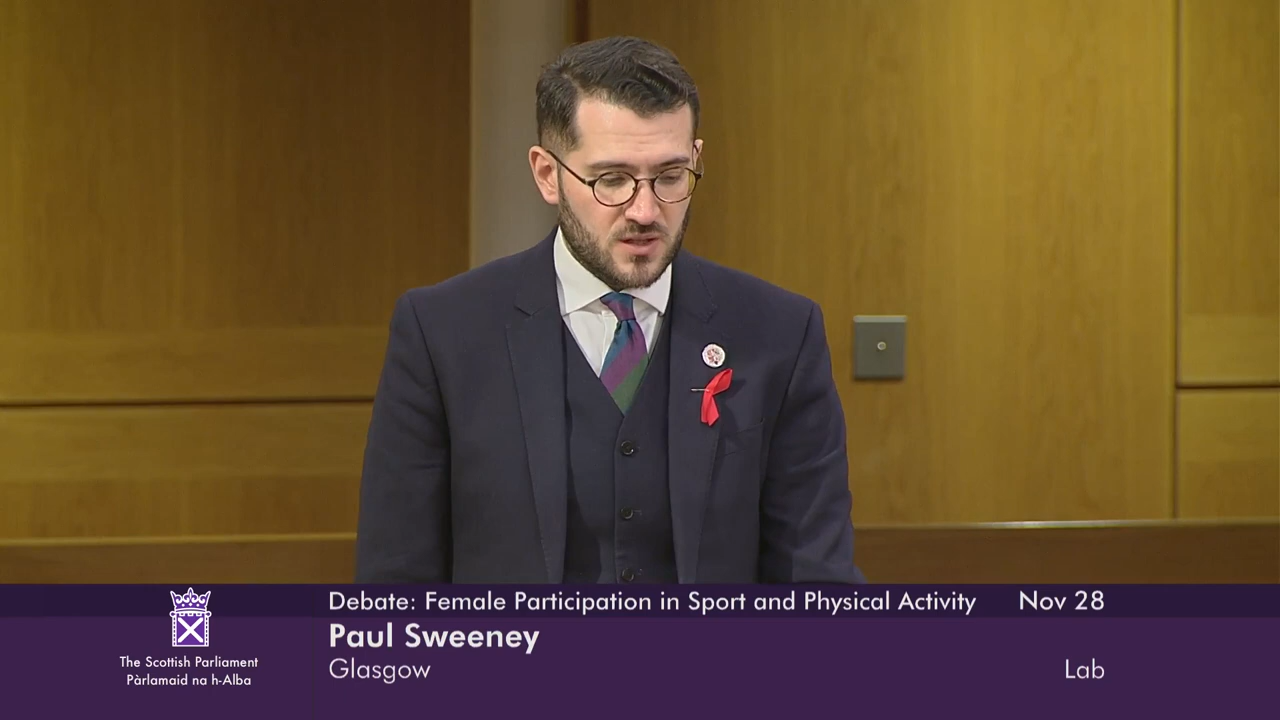 Debate: Female Participation in Sport and Physical Activity Nov 28
Paul Sweeney
Glasgow Lab
The Scottish Parliament
Pàrlamaid na h-Alba